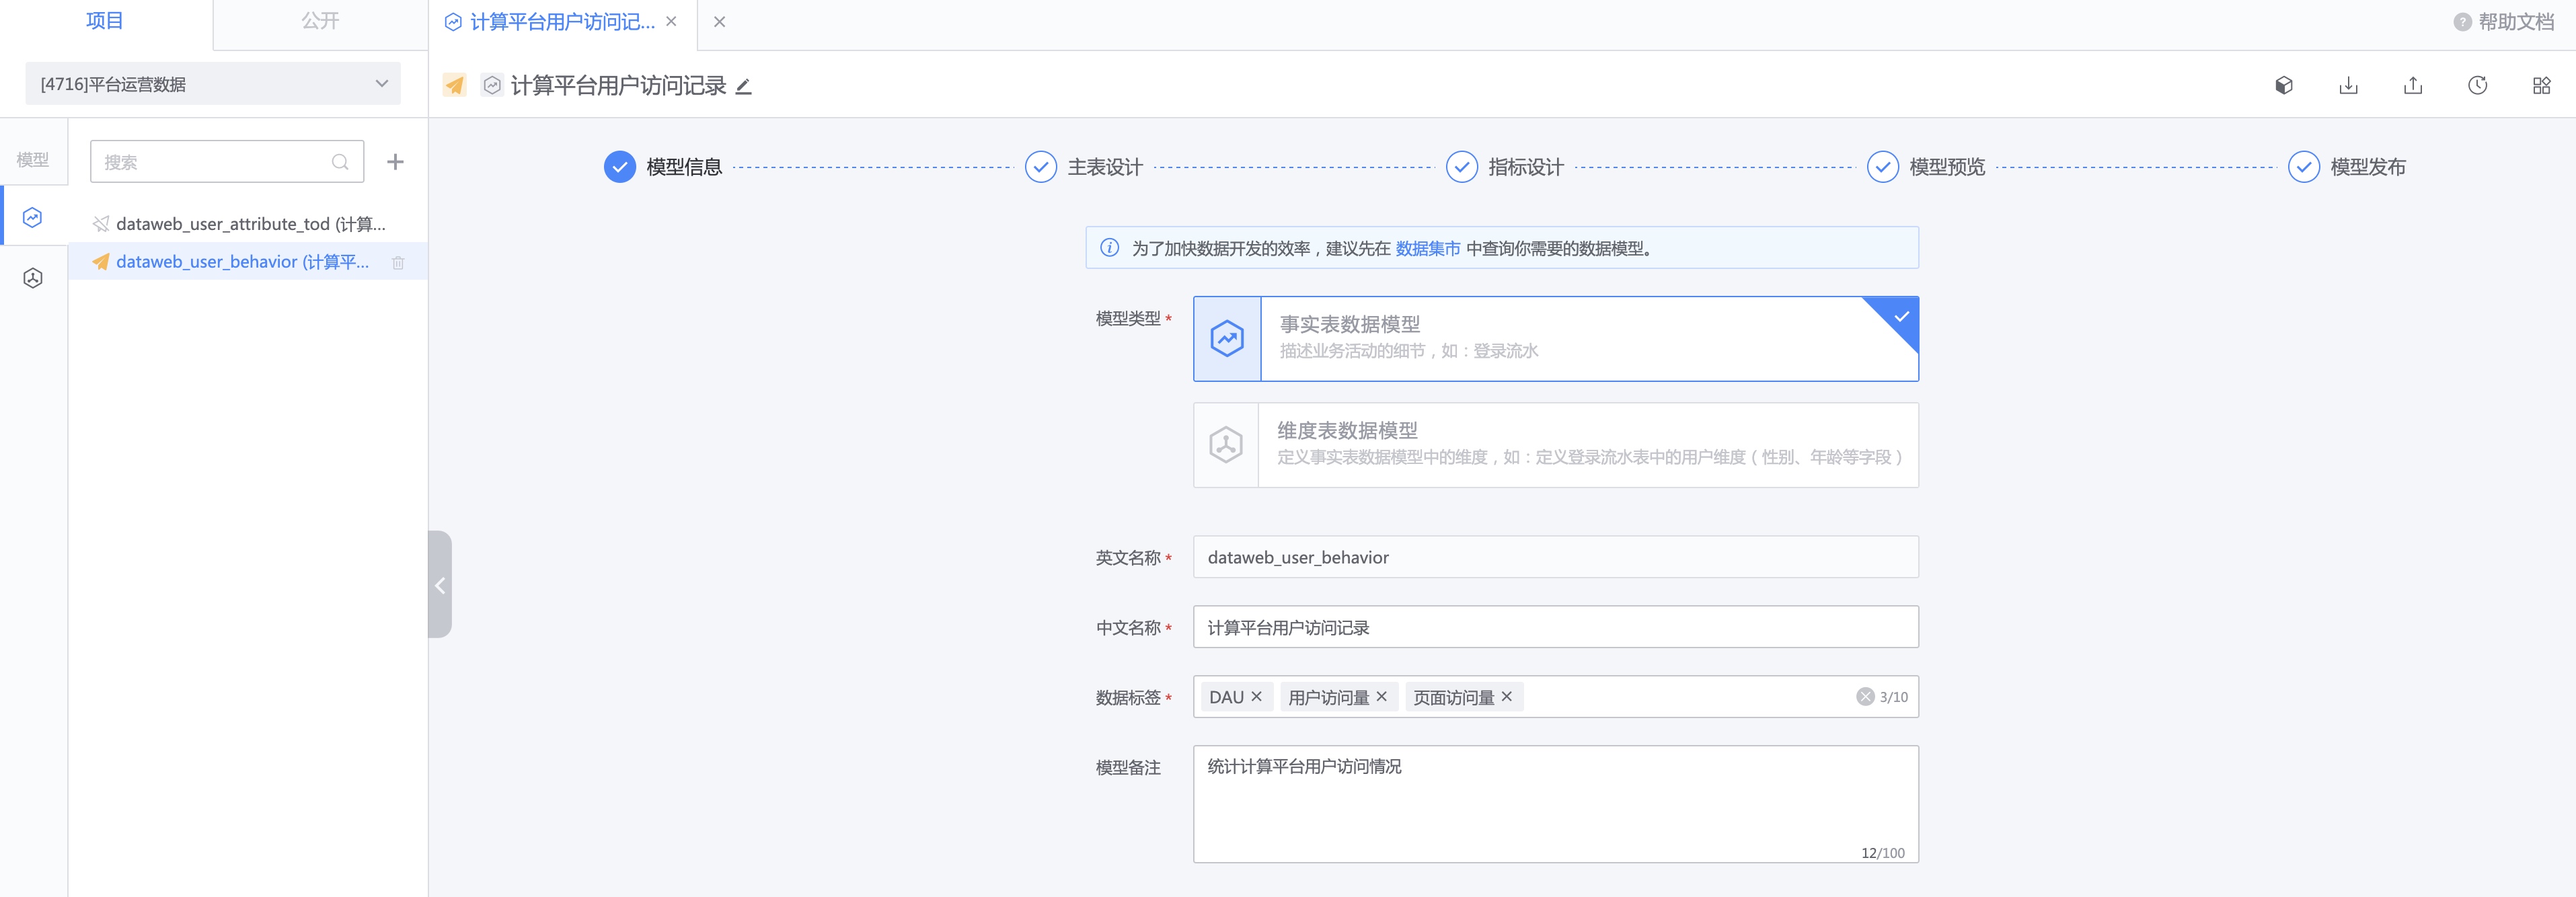 项目
公开
计算平台用户访问记...
帮助文档
[4716]平台运营数据
计算平台用户访问记录
模型
搜索
dataweb_user_attribute_tod (计算...
dataweb_user_behavior (计算平...
模型信息
主表设计
指标设计
模型预览
模型发布
为了加快数据开发的效率，建议先在 数据集市 中查询你需要的数据模型。
模型类型 *
事实表数据模型
描述业务活动的细节，如：登录流水
维度表数据模型
定义事实表数据模型中的维度，如：定义登录流水表中的用户维度（性别、年龄等字段）
英文名称 *
dataweb_user_behavior
中文名称 *
计算平台用户访问记录
数据标签 *
DAU 用户访问量 页面访问量 3/10
模型备注
统计计算平台用户访问情况
12/100